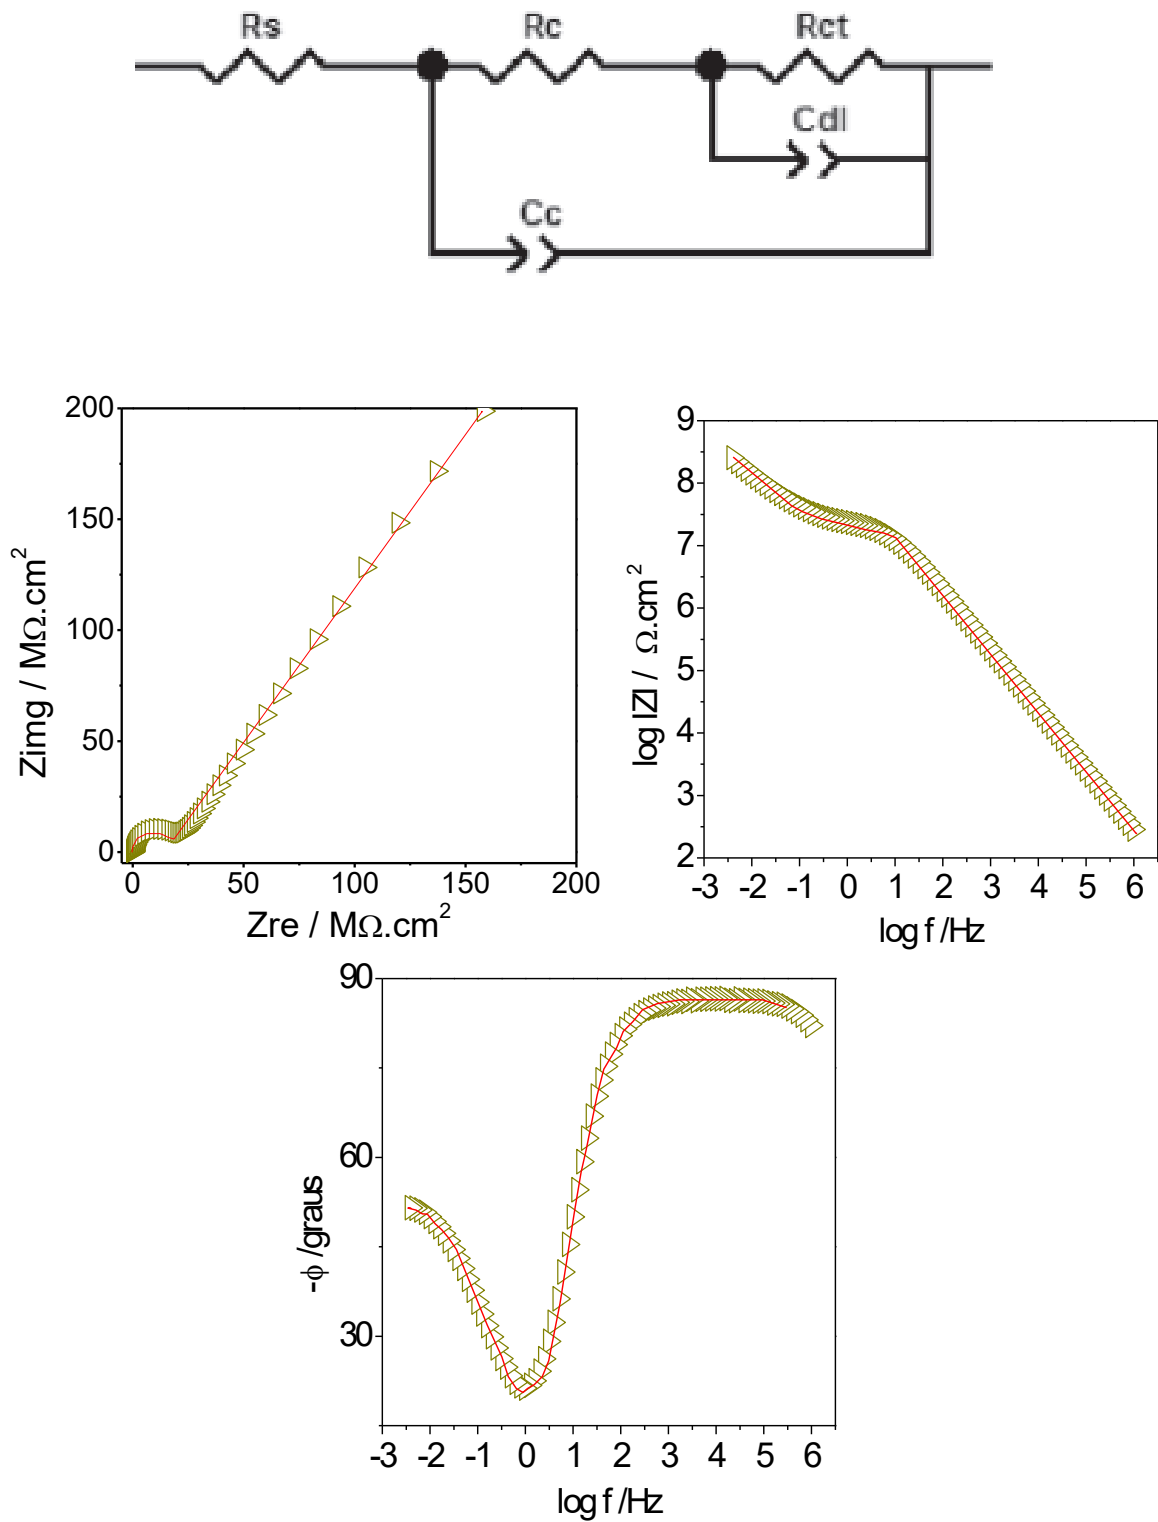 Rs Rc Rct
Cdl
Cc
200
150
100
50
0
Zimg / MΩ.cm²
0 50 100 150 200
Zre / MΩ.cm²
9
8
7
6
5
4
3
2
log IZI / Ω.cm²
-3 -2 -1 0 1 2 3 4 5 6
log f /Hz
90
60
30
-ϕ /graus
-3 -2 -1 0 1 2 3 4 5 6
log f /Hz